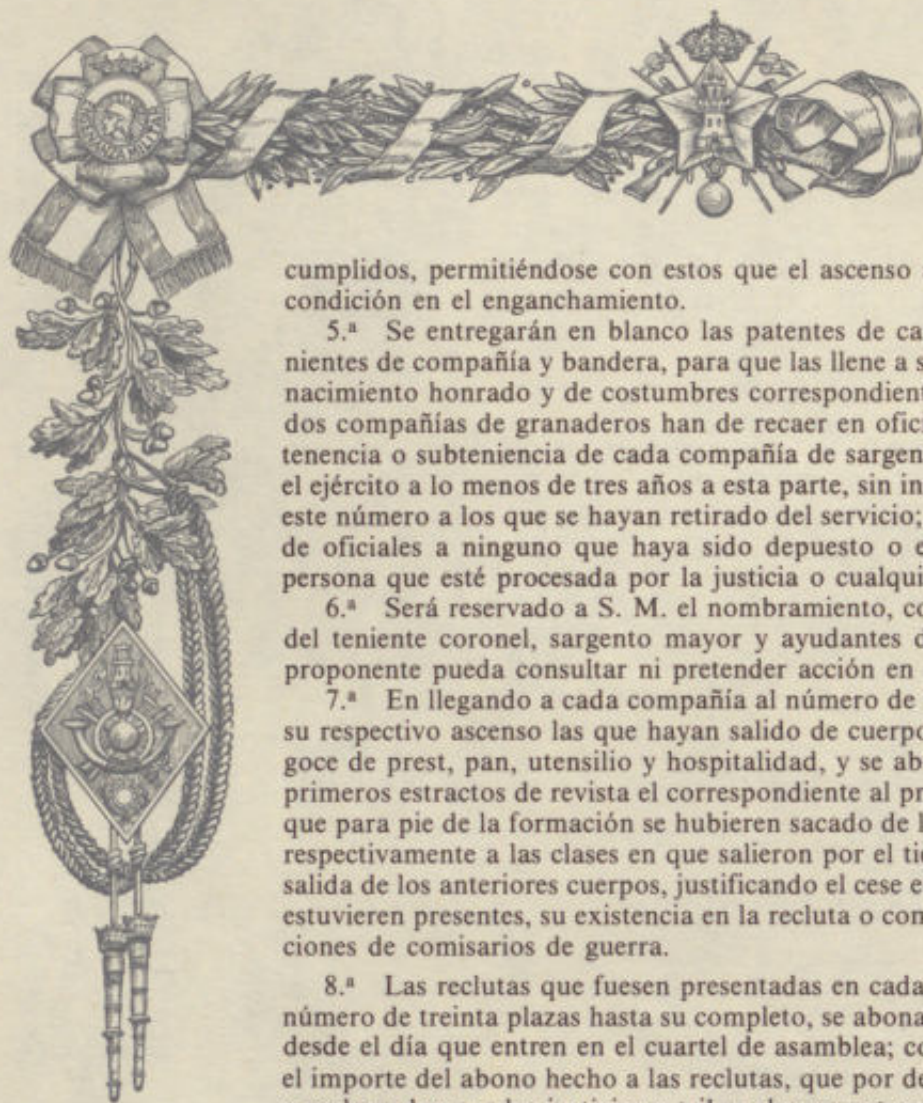 cumplidos, permitiéndose con estos que el ascenso
condición en el enganchamiento.
5.ª Se entregarán en blanco las patentes de ca
nientes de compañía y bandera, para que las llene a s
nacimiento honrado y de costumbres correspondient
dos compañías de granaderos han de recaer en ofici
tenencia o subteniencia de cada compañía de sargen
el ejército a lo menos de tres años a esta parte, sin in
este número a los que se hayan retirado del servicio;
de oficiales a ninguno que haya sido depuesto o e
persona que esté procesada por la justicia o cualqui
6.ª Será reservado a S. M. el nombramiento, co
del teniente coronel, sargento mayor y ayudantes d
proponente pueda consultar ni pretender acción en
7.ª En llegando a cada compañía al número de
su respectivo ascenso las que hayan salido de cuerpo
goce de prest, pan, utensilio y hospitalidad, y se ab
primeros estractos de revista el correspondiente al pr
que para pie de la formación se hubieren sacado de l
respectivamente a las clases en que salieron por el tie
salida de los anteriores cuerpos, justificando el cese e
estuvieren presentes, su existencia en la recluta o com
ciones de comisarios de guerra.
8.ª Las reclutas que fuesen presentadas en cada
número de treinta plazas hasta su completo, se abona
desde el día que entren en el cuartel de asamblea; co
el importe del abono hecho a las reclutas, que por de